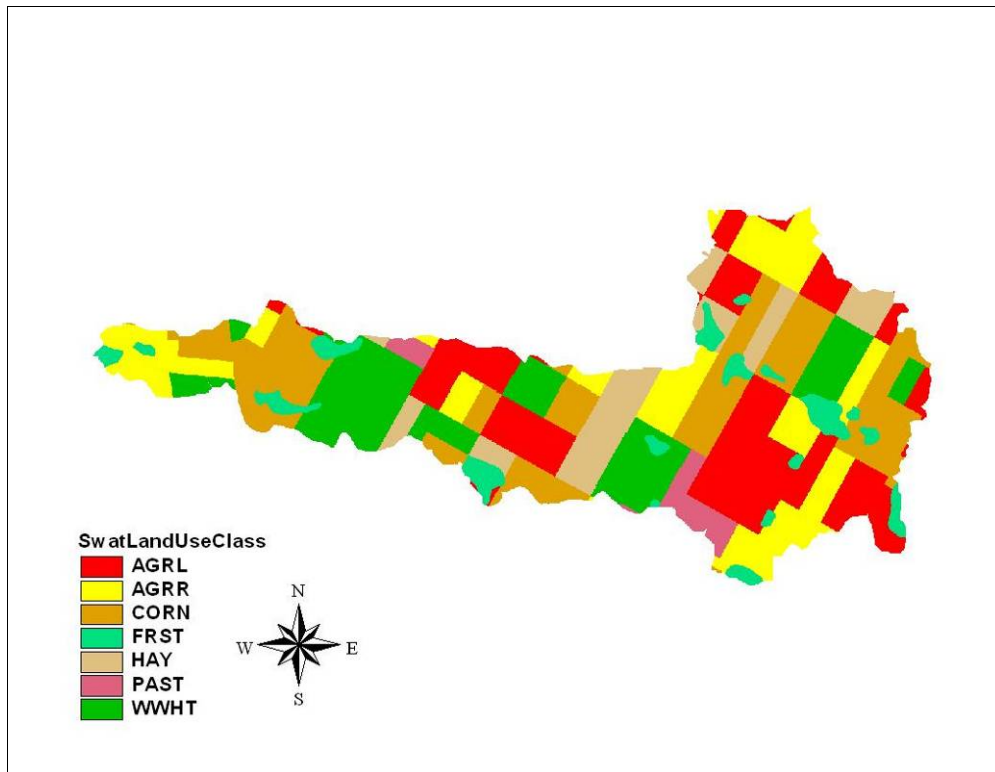 SwatLandUseClass
AGRL
AGRR
CORN
FRST
HAY
PAST
WWHT
N
W E
S